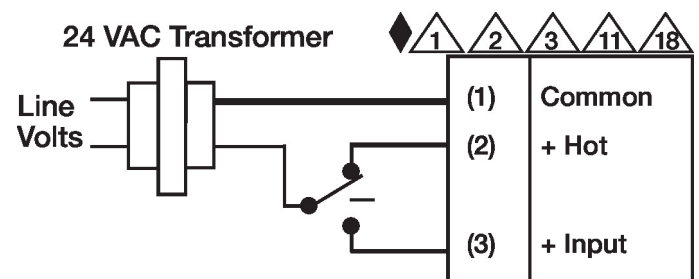 24 VAC Transformer
1 2 3 11 18
Line
Volts
(1) Common
(2) + Hot
(3) + Input